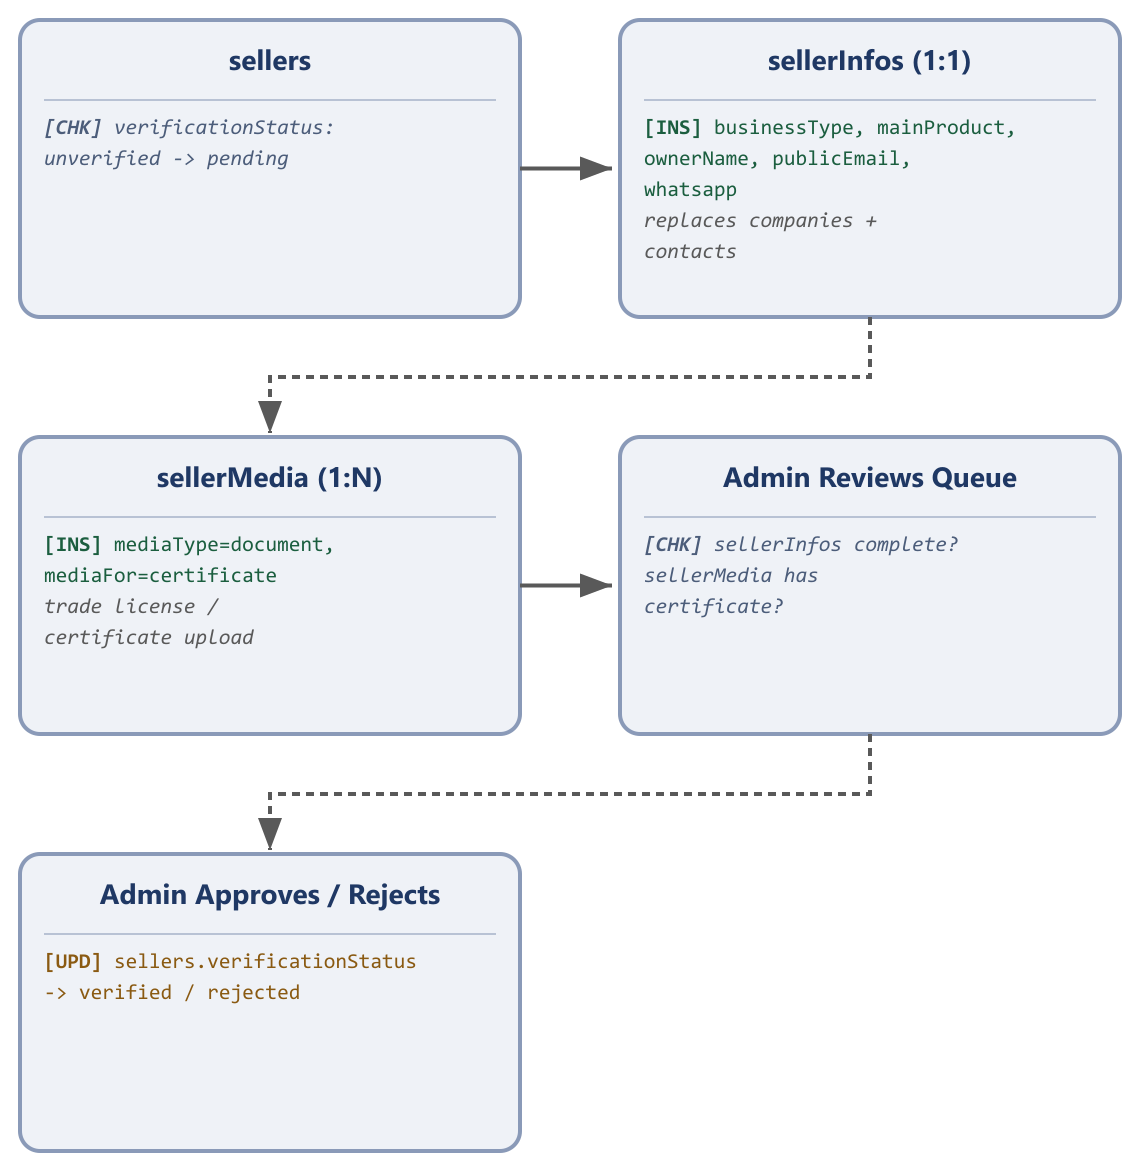 sellers
[CHK] verificationStatus:
unverified -> pending
sellerInfos (1:1)
[INS] businessType, mainProduct,
ownerName, publicEmail,
whatsapp
replaces companies +
contacts
sellerMedia (1:N)
[INS] mediaType=document,
mediaFor=certificate
trade license /
certificate upload
Admin Reviews Queue
[CHK] sellerInfos complete?
sellerMedia has
certificate?
Admin Approves / Rejects
[UPD] sellers.verificationStatus
-> verified / rejected